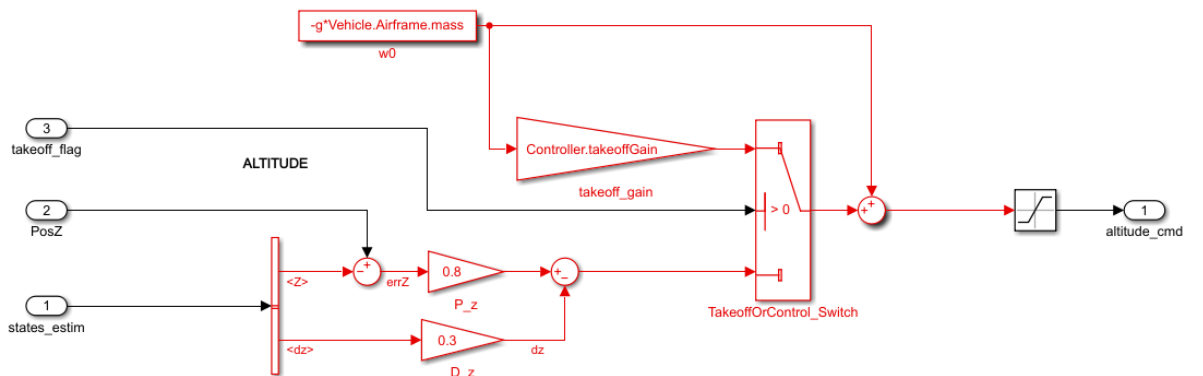 -g*Vehicle.Airframe.mass
w0
3
takeoff_flag
ALTITUDE
Controller.takeoffGain
takeoff_gain
2
PosZ
> 0
+
+
1
altitude_cmd
+
−
<Z>
errZ
0.8
P_z
+
−
1
states_estim
<dz>
0.3
D_z
dz
TakeoffOrControl_Switch